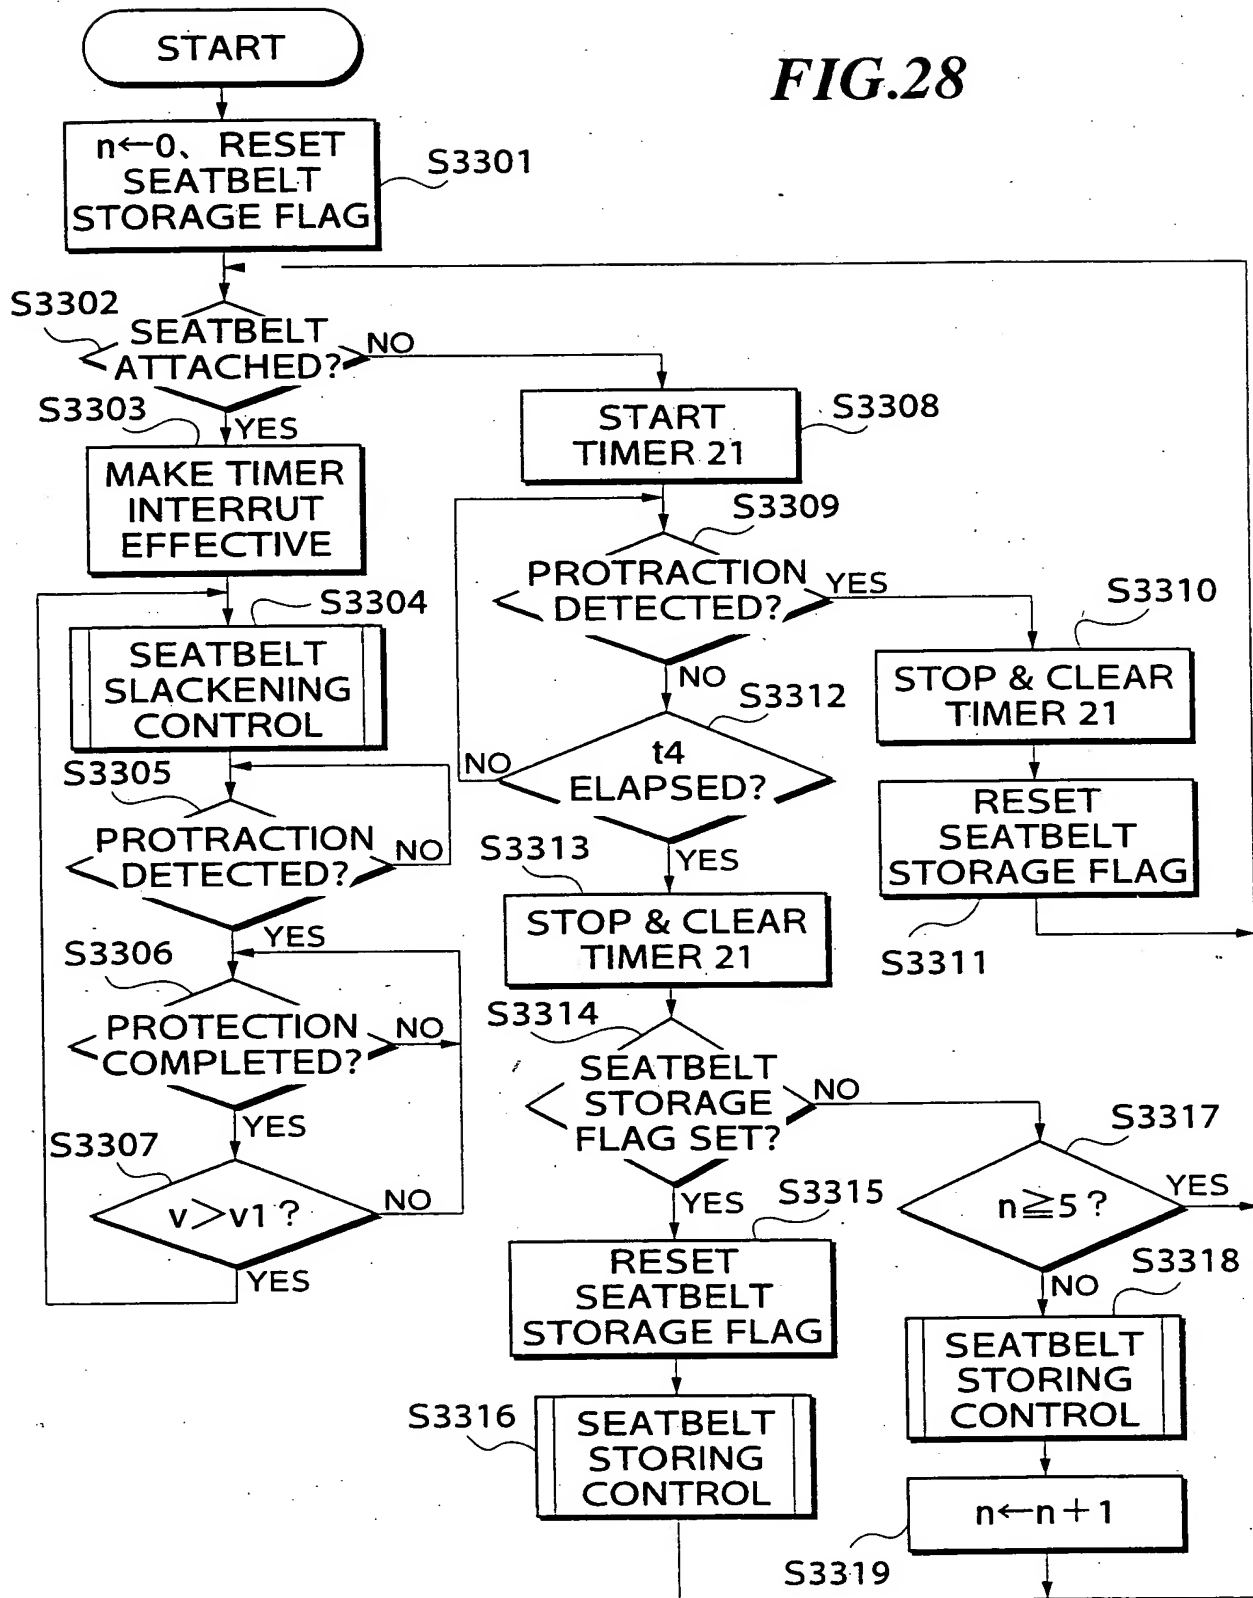 START
FIG.28
n←0、RESET
SEATBELT
STORAGE FLAG
S3301
S3302
SEATBELT
ATTACHED?
NO
YES
S3303
MAKE TIMER
INTERRUT
EFFECTIVE
S3304
SEATBELT
SLACKENING
CONTROL
S3305
PROTRACTION
DETECTED?
NO
YES
S3306
PROTECTION
COMPLETED?
NO
YES
S3307
v>v1?
NO
YES
START
TIMER 21
S3308
S3309
PROTRACTION
DETECTED?
YES
NO
S3310
STOP & CLEAR
TIMER 21
RESET
SEATBELT
STORAGE FLAG
S3311
S3312
t4
ELAPSED?
NO
YES
S3313
STOP & CLEAR
TIMER 21
S3314
SEATBELT
STORAGE
FLAG SET?
NO
YES
S3315
RESET
SEATBELT
STORAGE FLAG
S3316
SEATBELT
STORING
CONTROL
S3317
n≧5?
YES
NO
S3318
SEATBELT
STORING
CONTROL
n←n+1
S3319